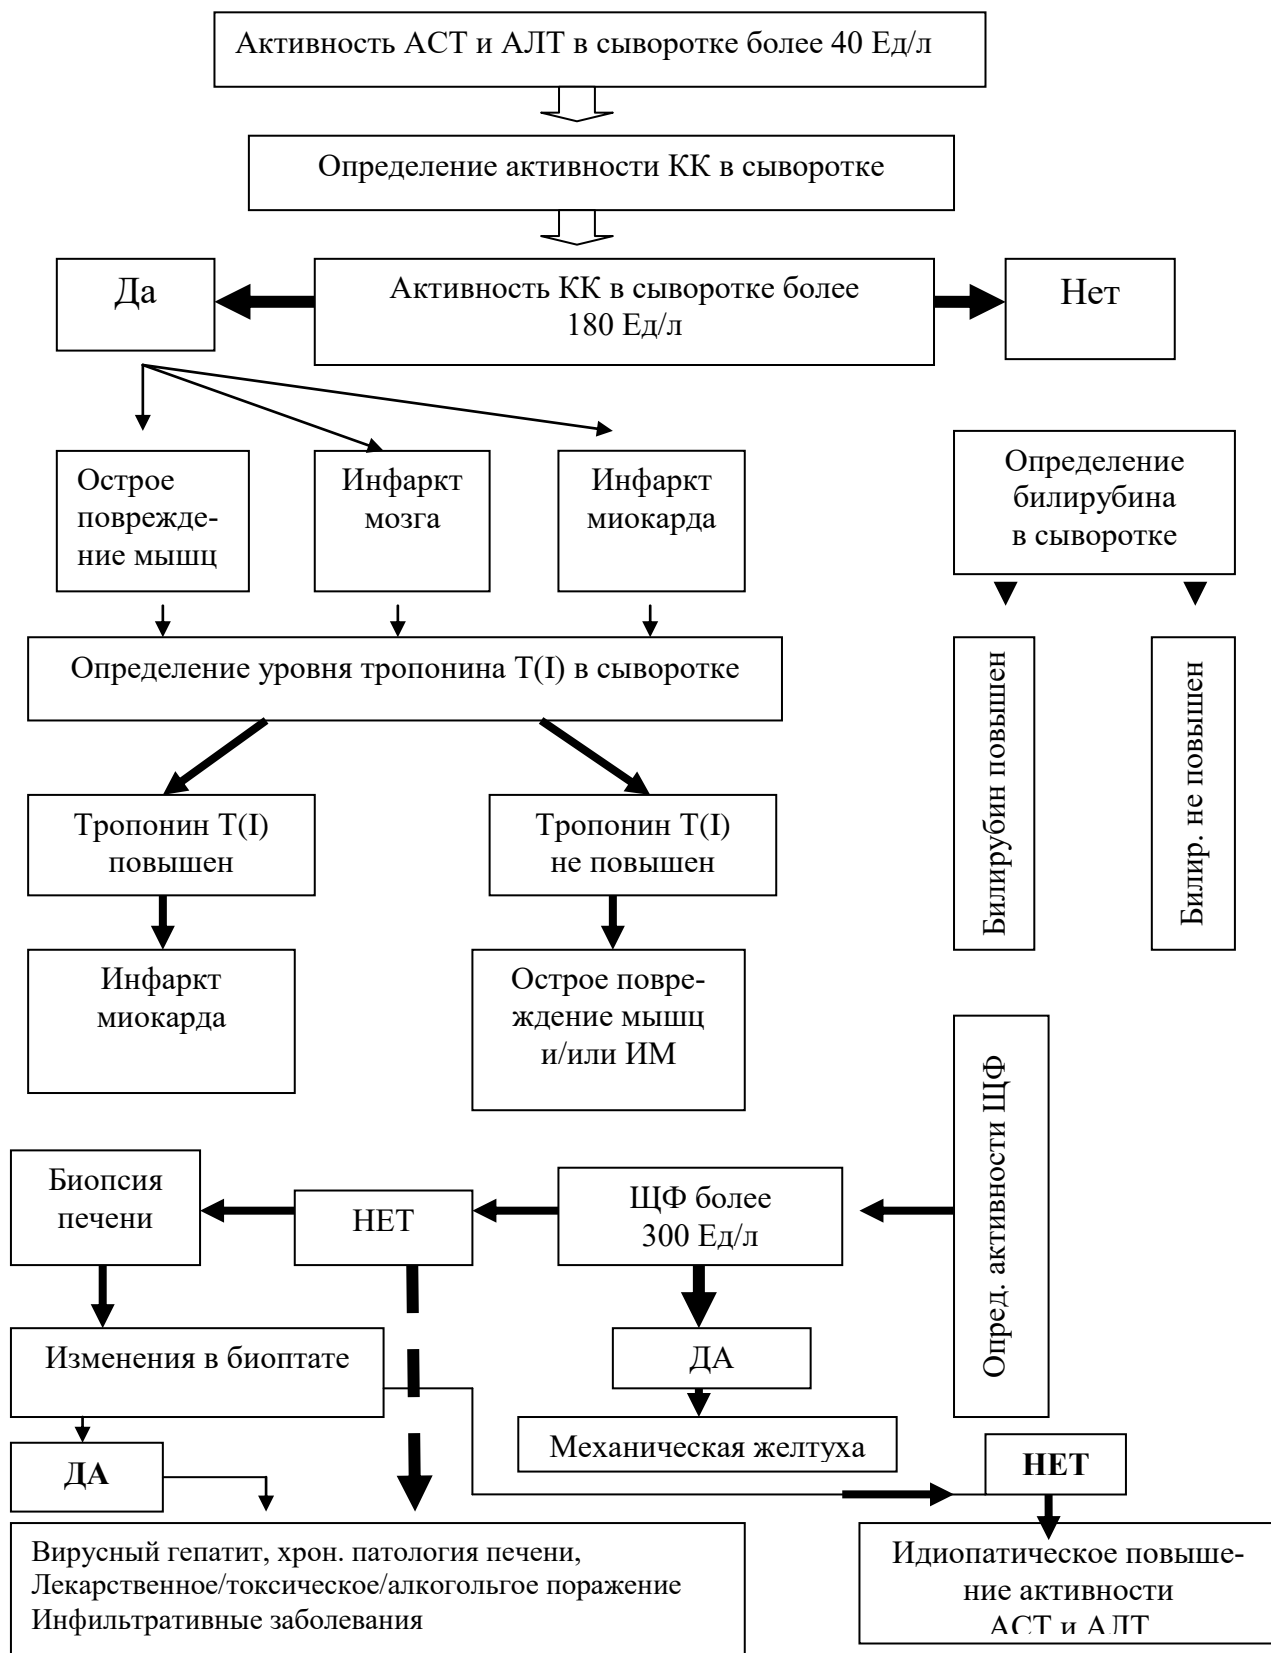 Активность АСТ и АЛТ в сыворотке более 40 Ед/л
Определение активности КК в сыворотке
Да
Активность КК в сыворотке более
180 Ед/л
Нет
Острое
поврежде-
ние мышц
Инфаркт
мозга
Инфаркт
миокарда
Определение
билирубина
в сыворотке
Определение уровня тропонина Т(I) в сыворотке
Билирубин повышен
Билир. не повышен
Тропонин Т(I)
повышен
Тропонин Т(I)
не повышен
Инфаркт
миокарда
Острое повре-
ждение мышц
и/или ИМ
Опред. активности ЩФ
Биопсия
печени
НЕТ
ЩФ более
300 Ед/л
Изменения в биоптате
ДА
Механическая желтуха
ДА
НЕТ
Вирусный гепатит, хрон. патология печени,
Лекарственное/токсическое/алкогольгое поражение
Инфильтративные заболевания
Идиопатическое повыше-
ние активности
АСТ и АЛТ